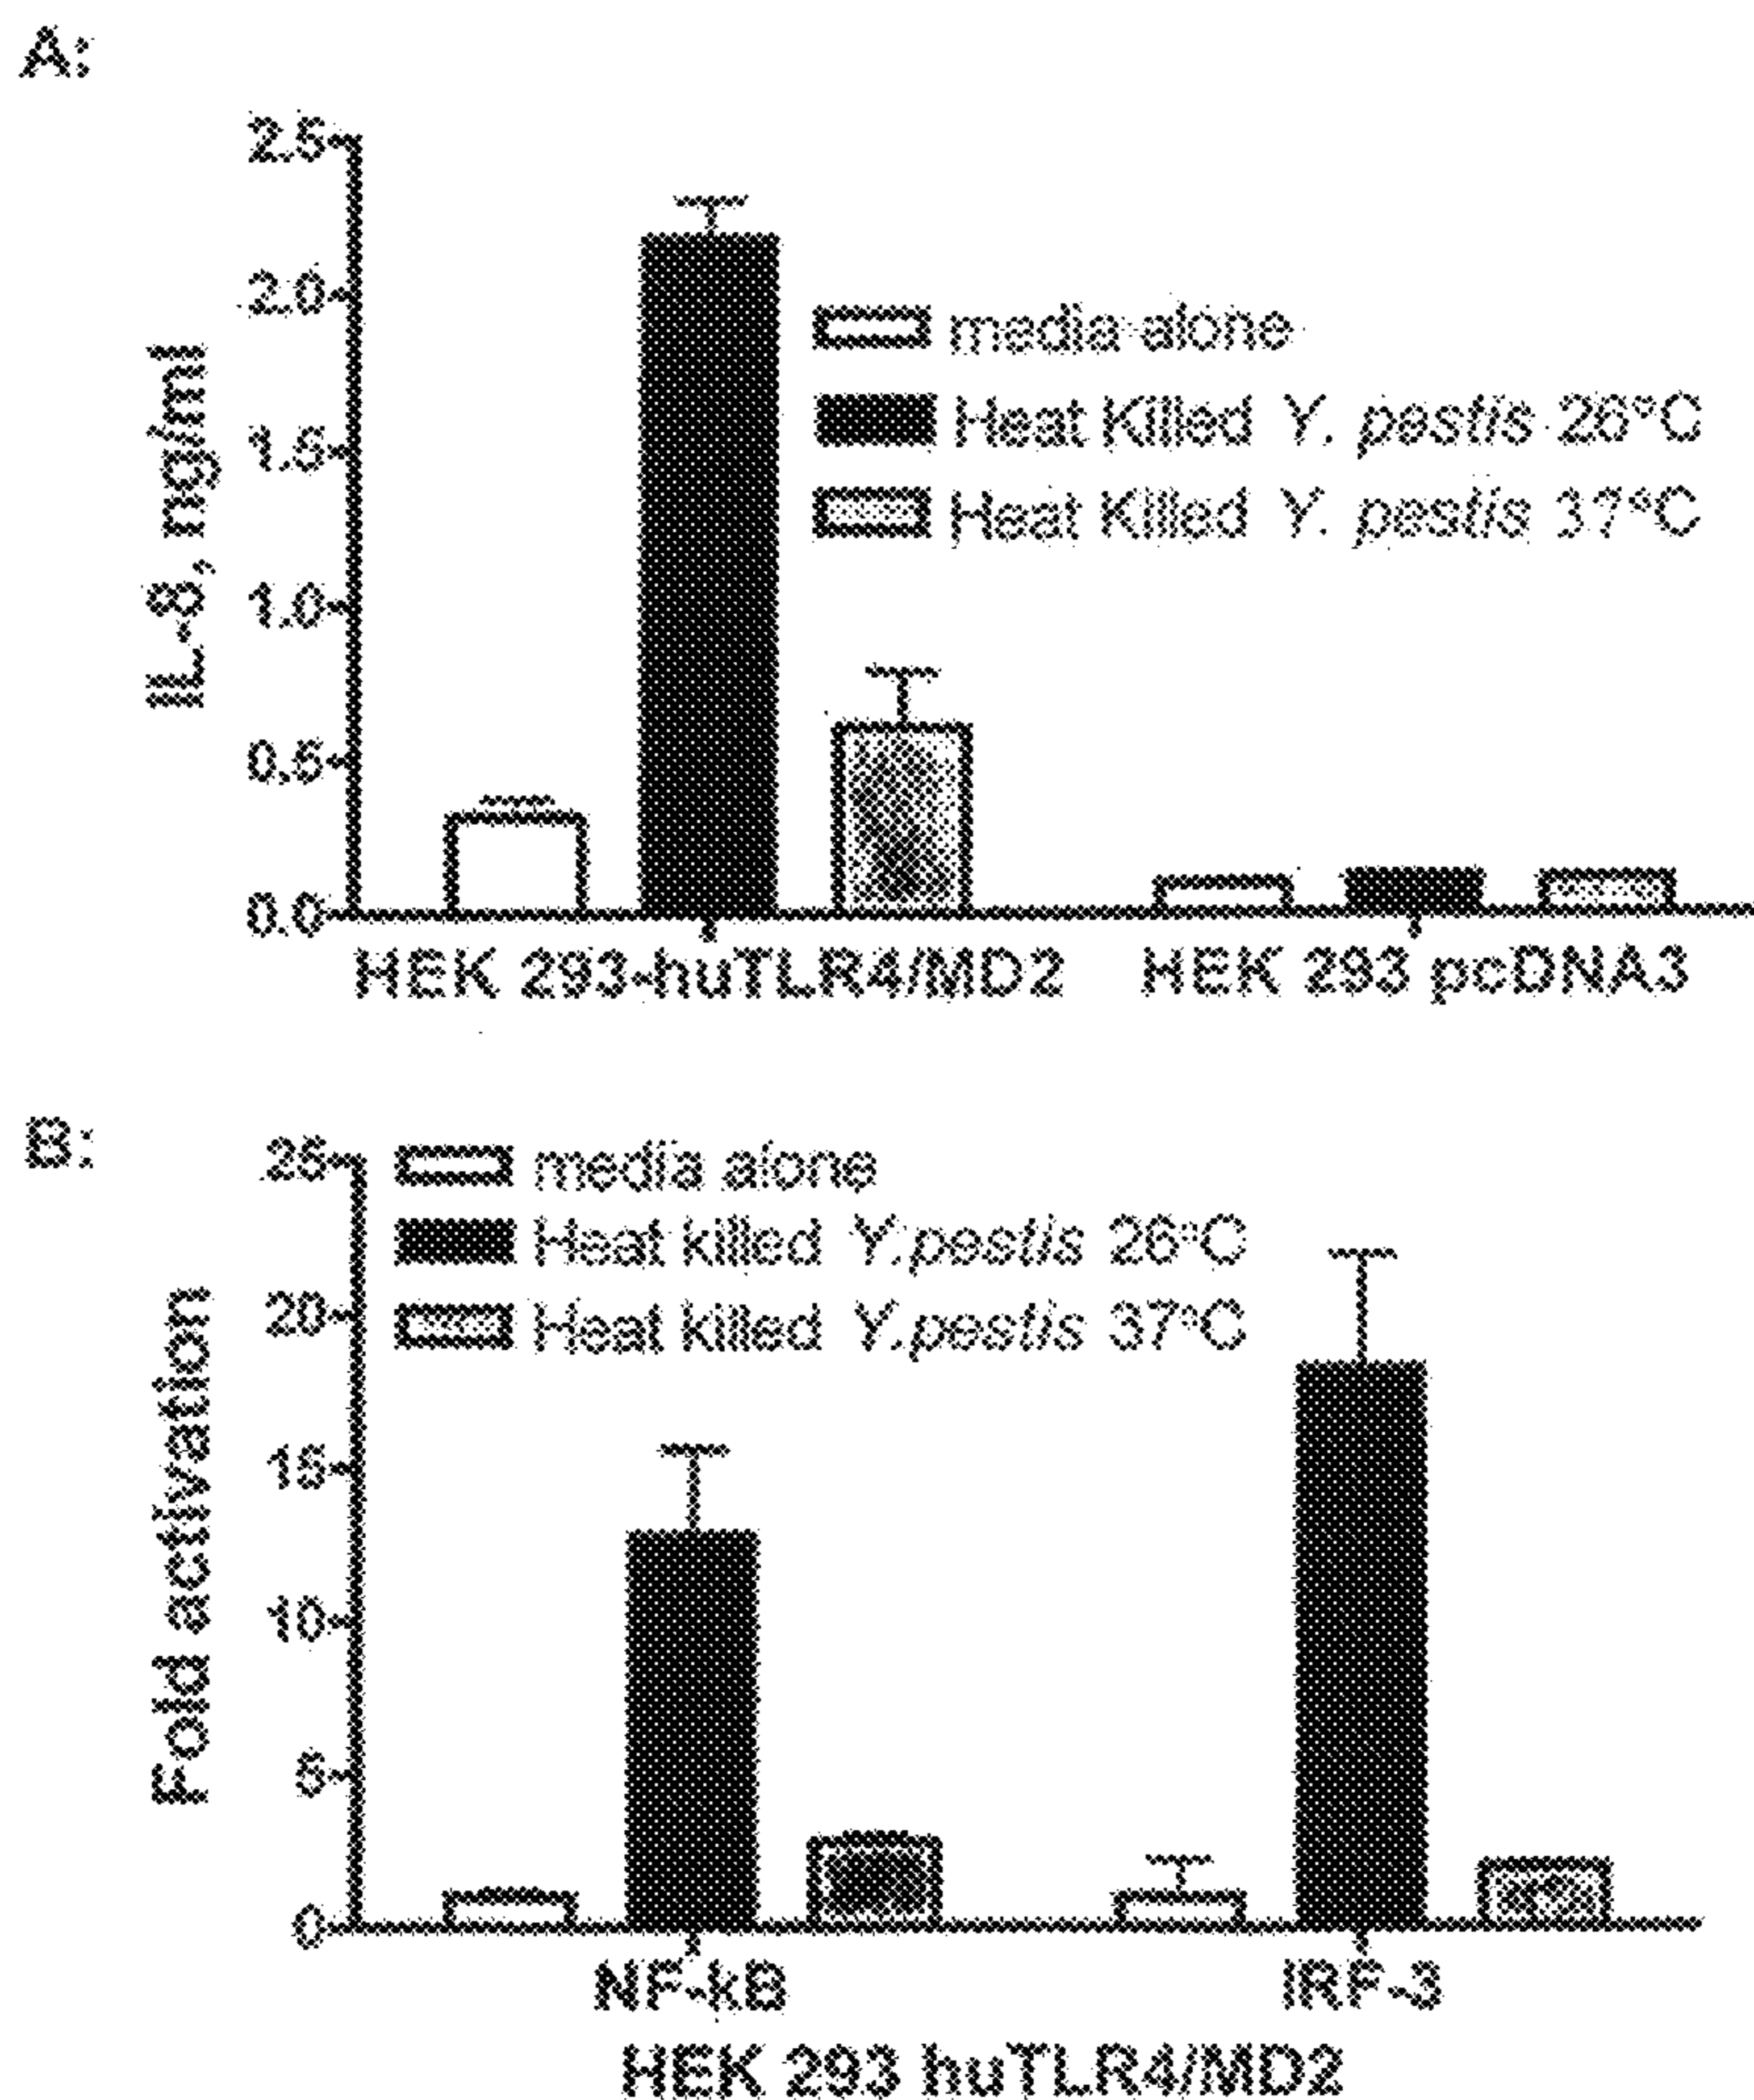 A:
2.5
2.0
1.5
1.0
0.5
0.0
IL-8, ng/ml
media alone
Heat Killed Y. pestis 26°C
Heat Killed Y. pestis 37°C
HEK 293-huTLR4/MD2 HEK 293 pcDNA3
B:
25
20
15
10
5
0
Fold activation
media alone
Heat killed Y.pestis 26°C
Heat killed Y.pestis 37°C
NF-kB IRF-3
HEK 293 huTLR4/MD2